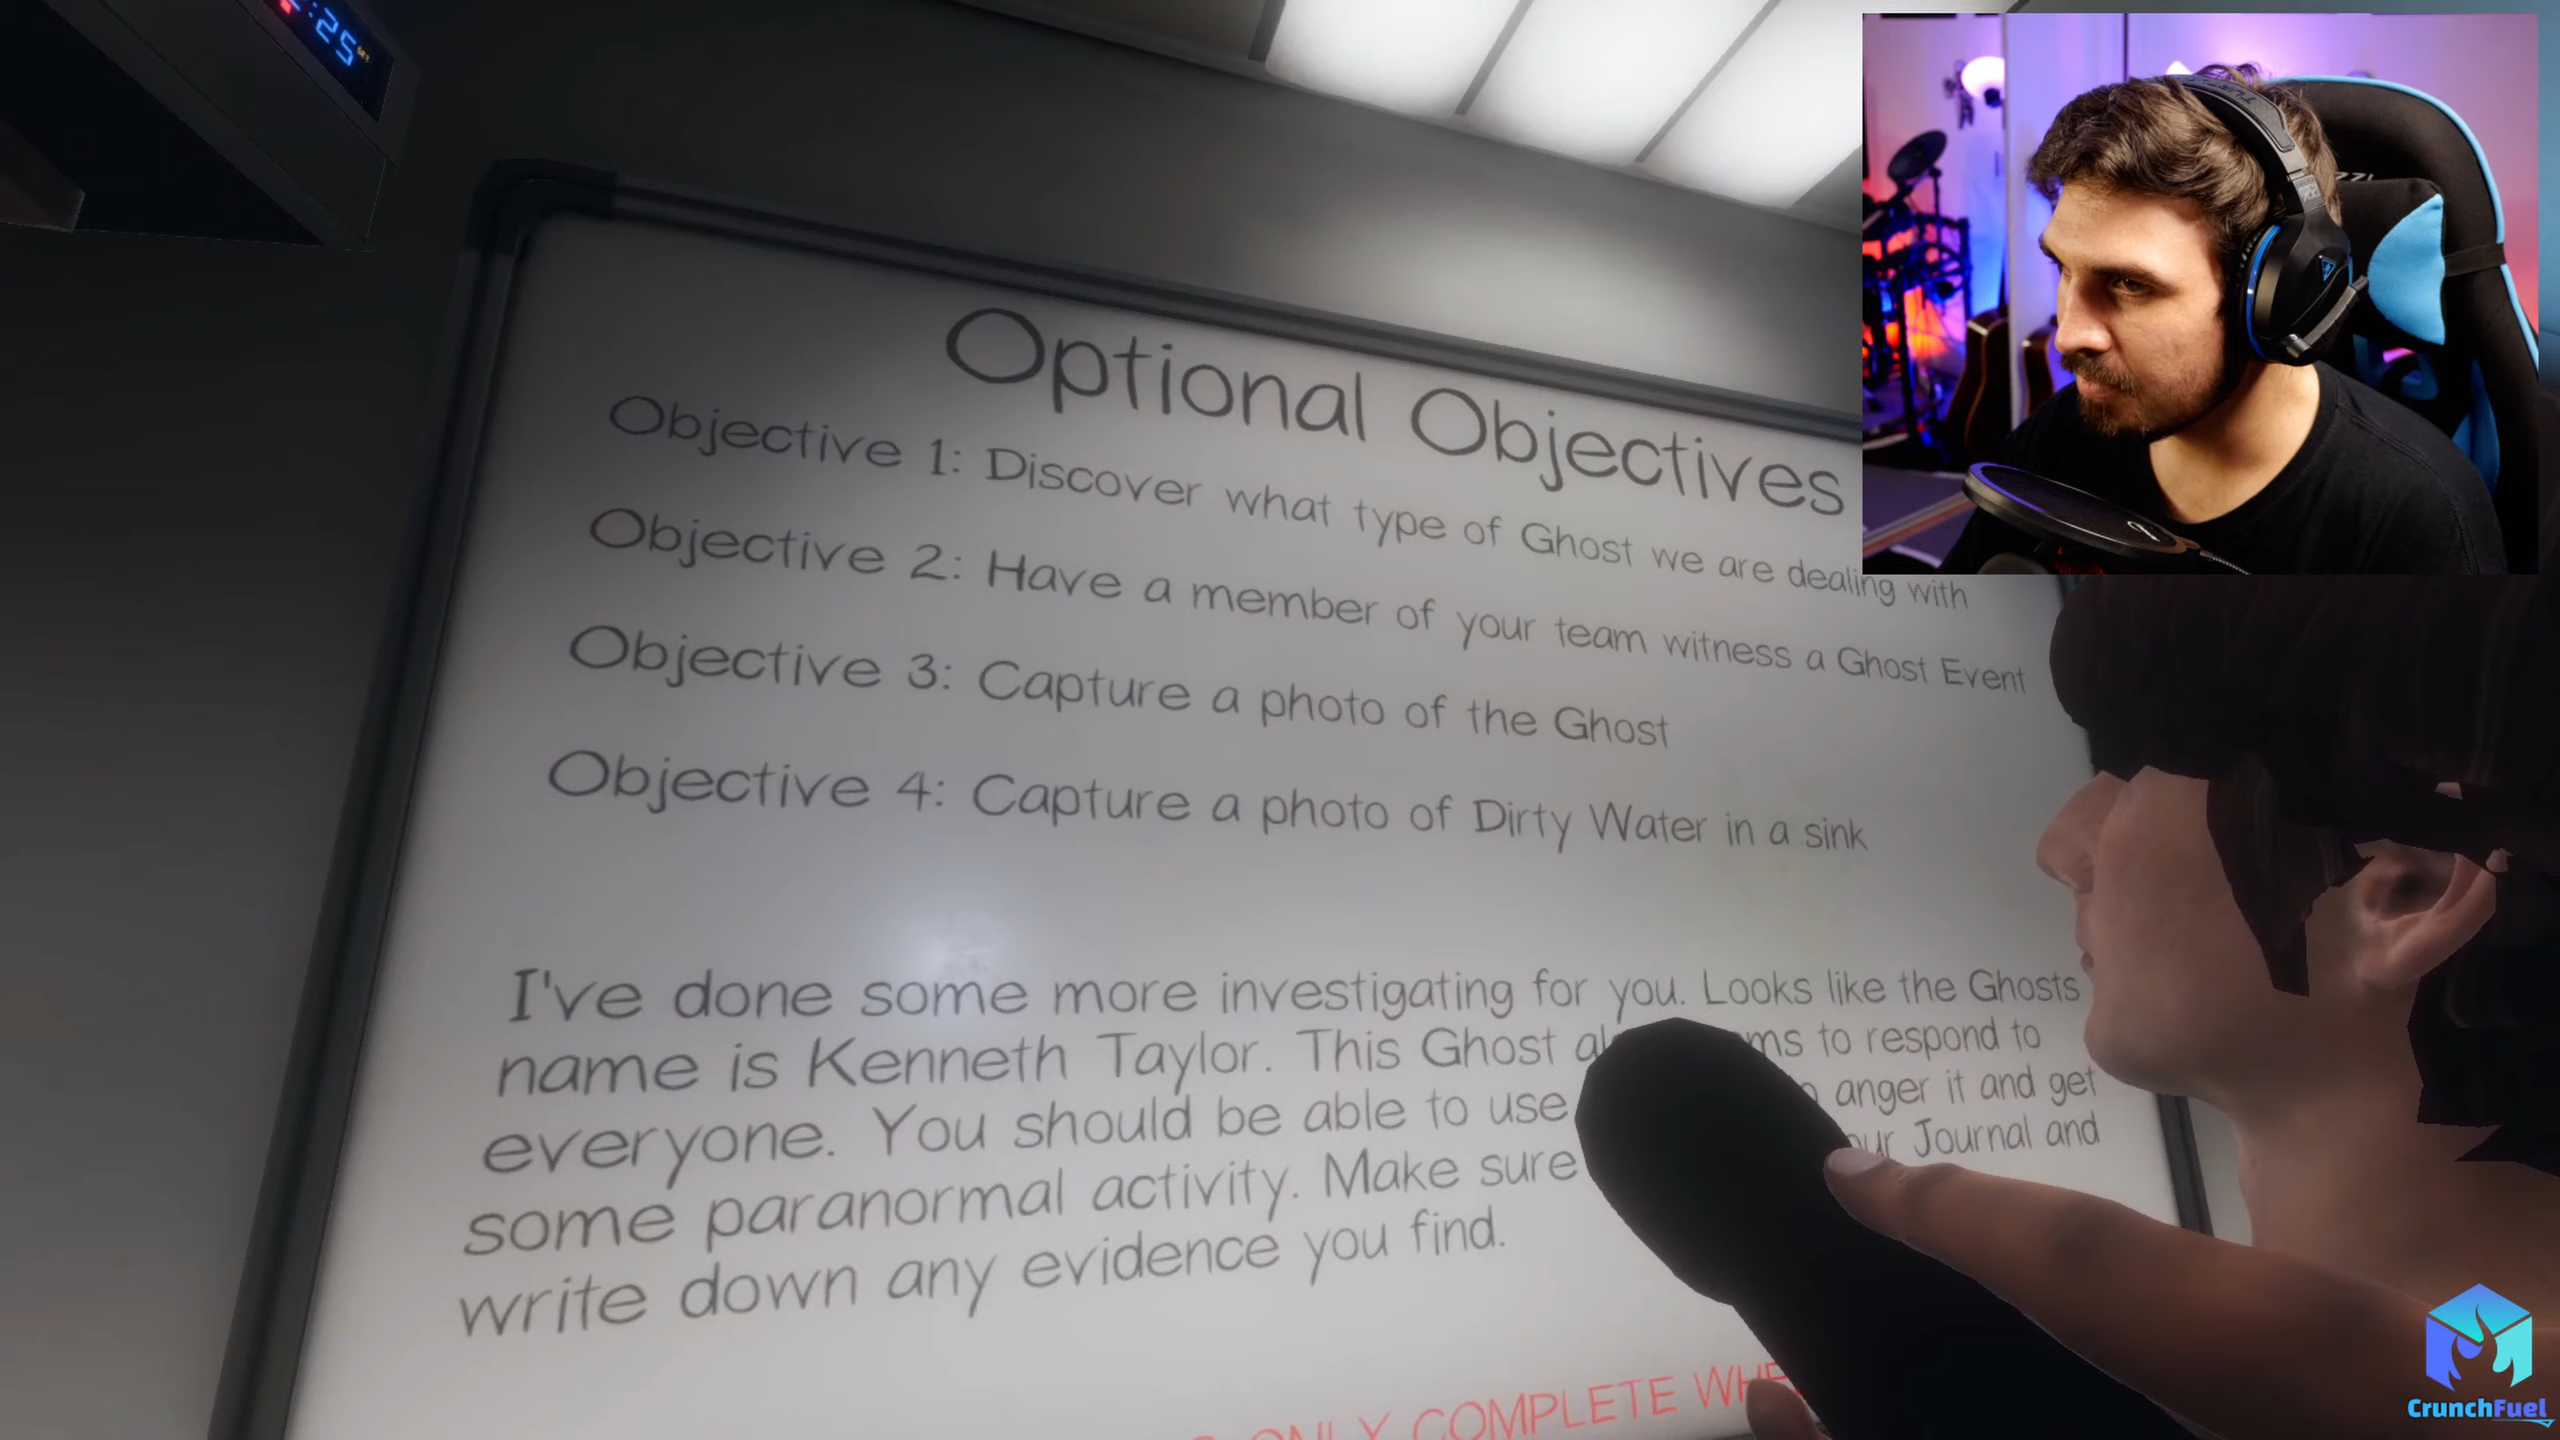 :25
Optional Objectives
Objective 1: Discover what type of Ghost we are dealing with
Objective 2: Have a member of your team witness a Ghost Event
Objective 3: Capture a photo of the Ghost
Objective 4: Capture a photo of Dirty Water in a sink
I've done some more investigating for you. Looks like the Ghosts
name is Kenneth Taylor. This Ghost to respond to
everyone. You should be able to use anger it and get
some paranormal activity. Make sure Journal and
write down any evidence you find.
ONLY COMPLETE
CrunchFuel